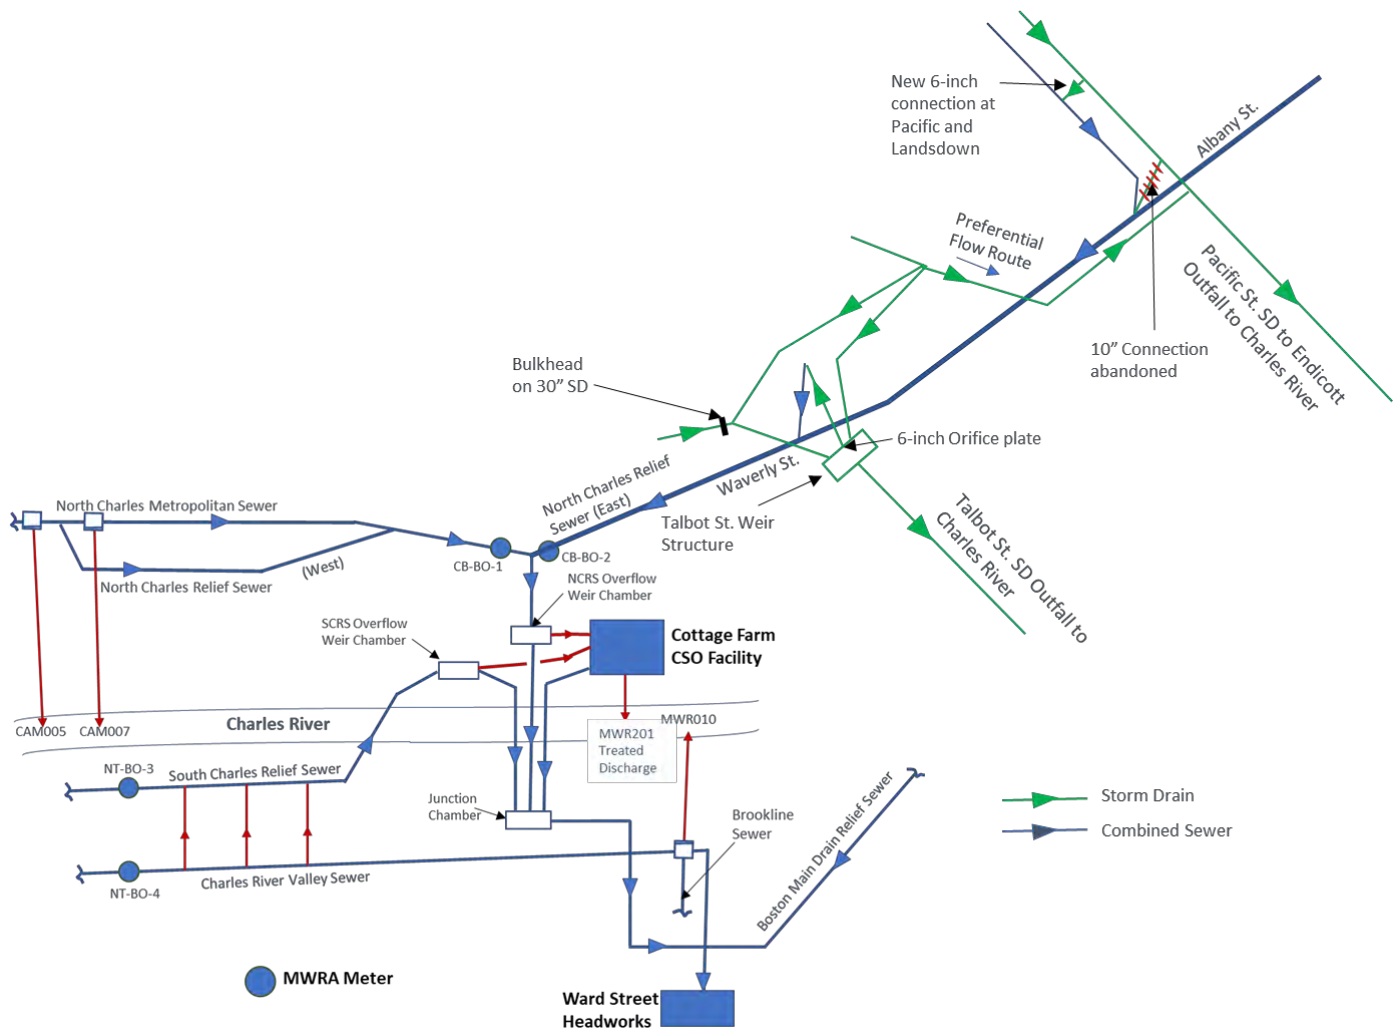 New 6-inch
connection at
Pacific and
Landsdown
Albany St.
Preferential
Flow Route
Pacific St. SD to Endicott
Outfall to Charles River
10" Connection
abandoned
Bulkhead
on 30" SD
6-inch Orifice plate
Waverly St.
North Charles Relief
Sewer (East)
Talbot St. Weir
Structure
Talbot St. SD Outfall to
Charles River
North Charles Metropolitan Sewer
(West)
North Charles Relief Sewer
CB-BO-1
CB-BO-2
NCRS Overflow
Weir Chamber
SCRS Overflow
Weir Chamber
Cottage Farm
CSO Facility
CAM005
CAM007
Charles River
MWR010
MWR201
Treated
Discharge
NT-BO-3
South Charles Relief Sewer
Junction
Chamber
Brookline
Sewer
Boston Main Drain Relief Sewer
Storm Drain
Combined Sewer
NT-BO-4
Charles River Valley Sewer
MWRA Meter
Ward Street
Headworks